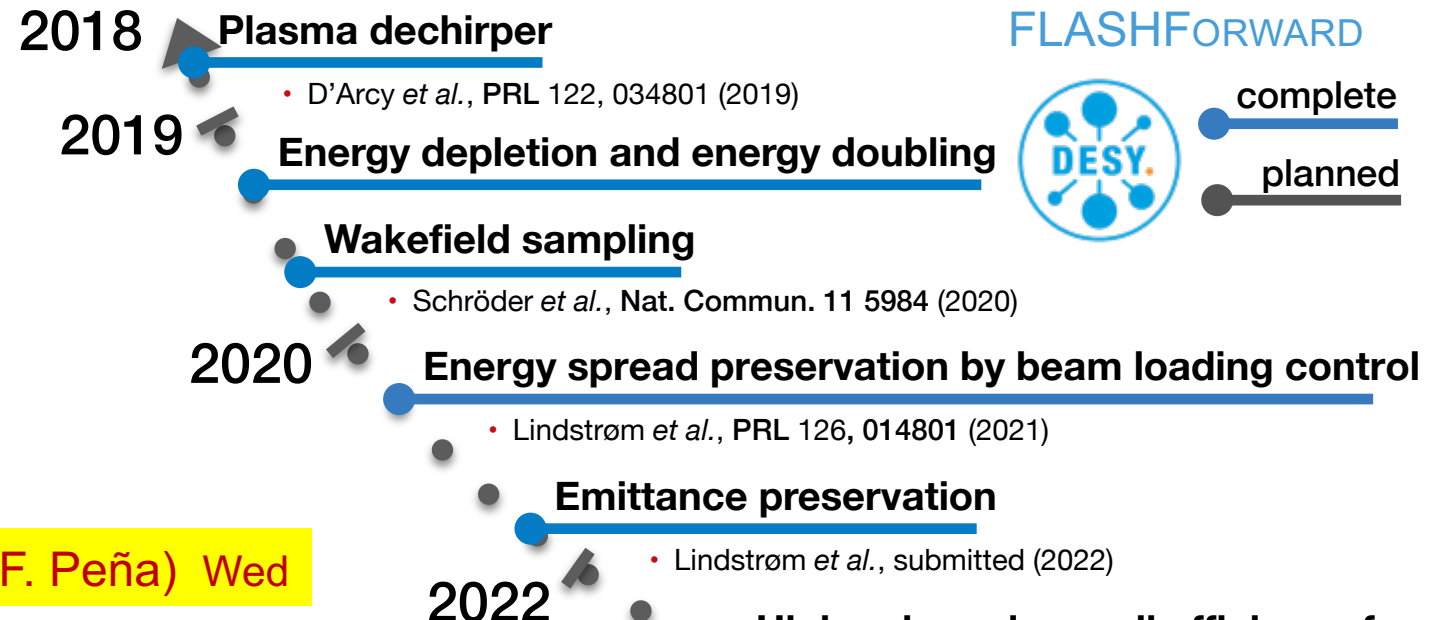 2018
Plasma dechirper
FLASHFORWARD
• D'Arcy et al., PRL 122, 034801 (2019)
complete
2019
Energy depletion and energy doubling
DESY.
planned
Wakefield sampling
• Schröder et al., Nat. Commun. 11 5984 (2020)
2020
Energy spread preservation by beam loading control
• Lindstrøm et al., PRL 126, 014801 (2021)
Emittance preservation
F. Peña) Wed
• Lindstrøm et al., submitted (2022)
2022